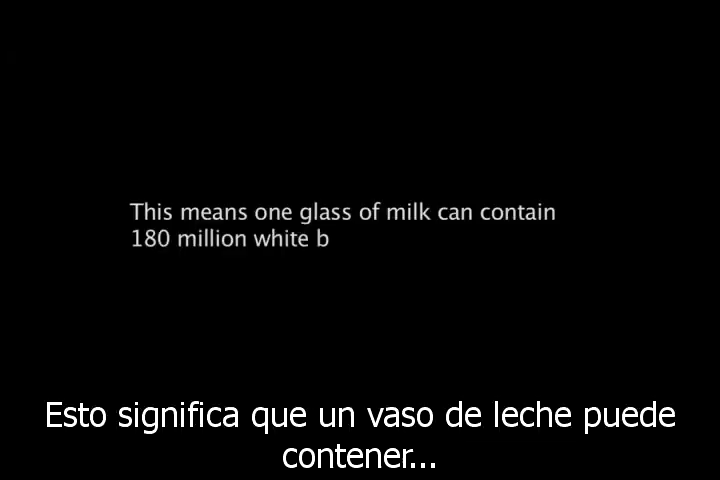 This means one glass of milk can contain
180 million white b
Esto significa que un vaso de leche puede
contener...